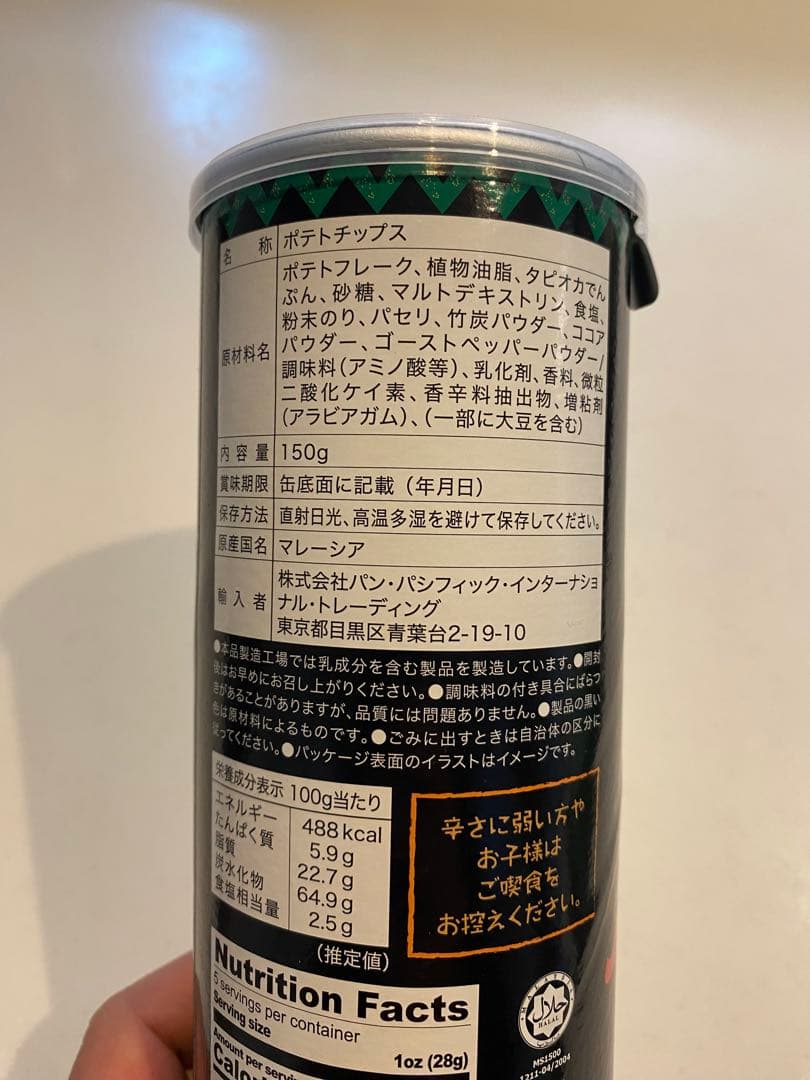 名称 ポテトチップス
原材料名 ポテトフレーク、植物油脂、タピオカでん
ぷん、砂糖、マルトデキストリン、食塩、
粉末のり、パセリ、竹炭パウダー、ココア
パウダー、ゴーストペッパーパウダー/
調味料(アミノ酸等)、乳化剤、香料、微粒
二酸化ケイ素、香辛料抽出物、増粘剤
(アラビアガム)、(一部に大豆を含む)
内容量 150g
賞味期限 缶底面に記載(年月日)
保存方法 直射日光、高温多湿を避けて保存してください。
原産国名 マレーシア
輸入者 株式会社パン・パシフィック・インターナショ
ナル・トレーディング
東京都目黒区青葉台2-19-10
●本品製造工場では乳成分を含む製品を製造しています。●開封
後はお早めにお召し上がりください。●調味料の付き具合にばらつ
きがあることがありますが、品質には問題ありません。●製品の黒い
色は原材料によるものです。●ごみに出すときは自治体の区分に
従ってください。●パッケージ表面のイラストはイメージです。
栄養成分表示 100g当たり
エネルギー 488kcal
たんぱく質 5.9g
脂質 22.7g
炭水化物 64.9g
食塩相当量 2.5g
(推定値)
辛さに弱い方や
お子様は
ご喫食を
お控えください。
Nutrition Facts
5 servings per container
Serving size 1oz (28g)
Amount per serving
HALAL
MS1500
1211-04/2004